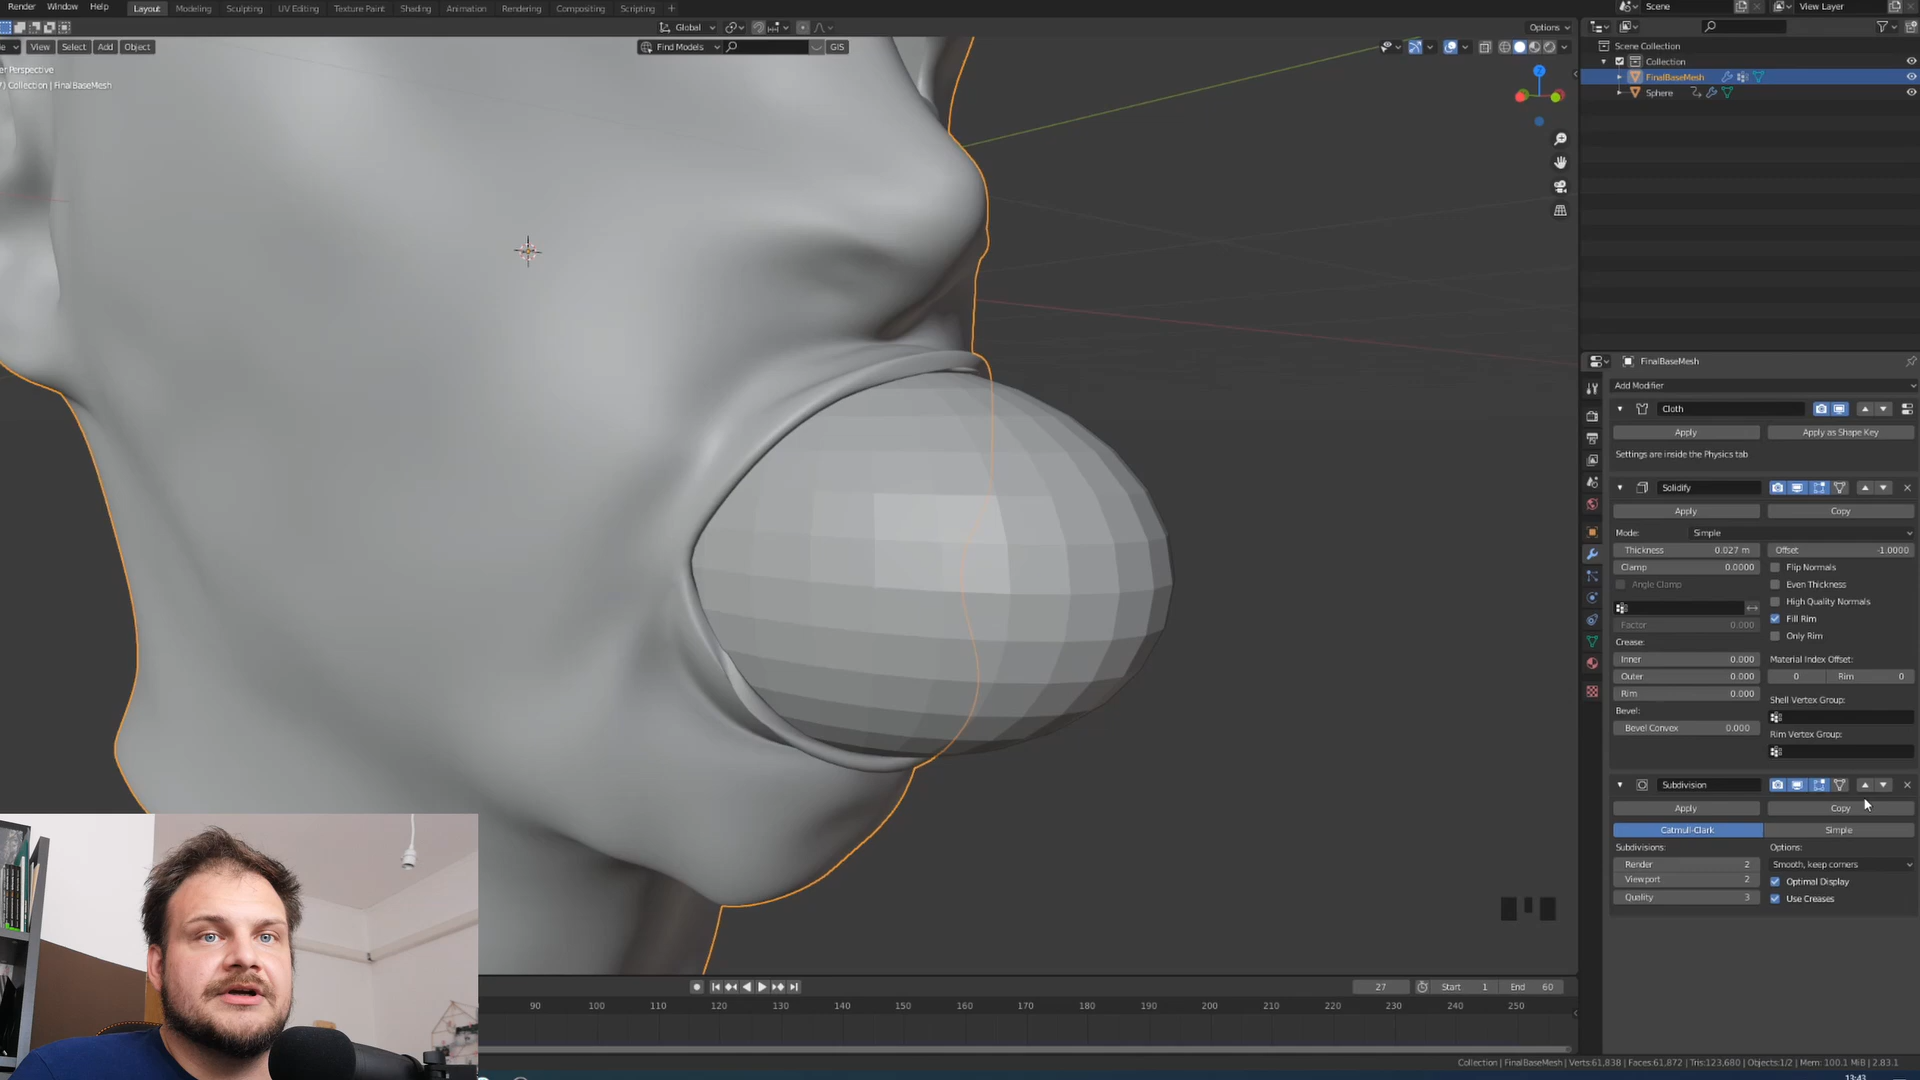 Render Window Help Layout Modeling Sculpting UV Editing Texture Paint Shading Animation Rendering Compositing Scripting + Scene View Layer
Global Options
View Select Add Object Find Models GIS
Scene Collection
Collection
FinalBaseMesh
Sphere
er Perspective
7) Collection | FinalBaseMesh
FinalBaseMesh
Add Modifier
Cloth
Apply Apply as Shape Key
Settings are inside the Physics tab
Solidify
Apply Copy
Mode: Simple
Thickness 0.027 m Offset -1.0000
Clamp 0.0000 Flip Normals
Angle Clamp Even Thickness
High Quality Normals
Factor 0.000 Fill Rim
Crease: Only Rim
Inner 0.000 Material Index Offset:
Outer 0.000 0 Rim 0
Rim 0.000 Shell Vertex Group:
Bevel:
Bevel Convex 0.000 Rim Vertex Group:
Subdivision
Apply Copy
Catmull-Clark Simple
Subdivisions: Options:
Render 2 Smooth, keep corners
Viewport 2 Optimal Display
Quality 3 Use Creases
27 Start 1 End 60
90 100 110 120 130 140 150 160 170 180 190 200 210 220 230 240 250
Collection | FinalBaseMesh | Verts:61,838 | Faces:61,872 | Tris:123,680 | Objects:1/2 | Mem: 100.1 MiB | 2.83.1
13:43